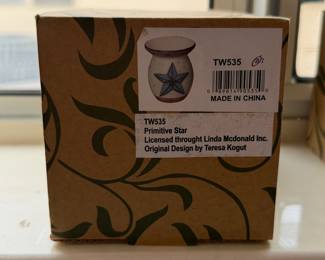 TW535
MADE IN CHINA
TW535
Primitive Star
Licensed throught Linda Mcdonald Inc.
Original Design by Teresa Kogut